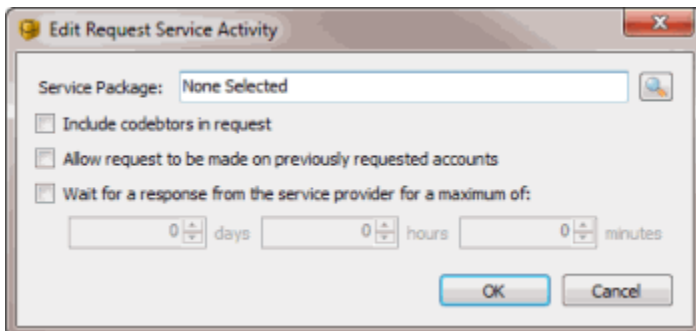 Edit Request Service Activity
Service Package: None Selected
Include codebtors in request
Allow request to be made on previously requested accounts
Wait for a response from the service provider for a maximum of:
0 days 0 hours 0 minutes
OK Cancel